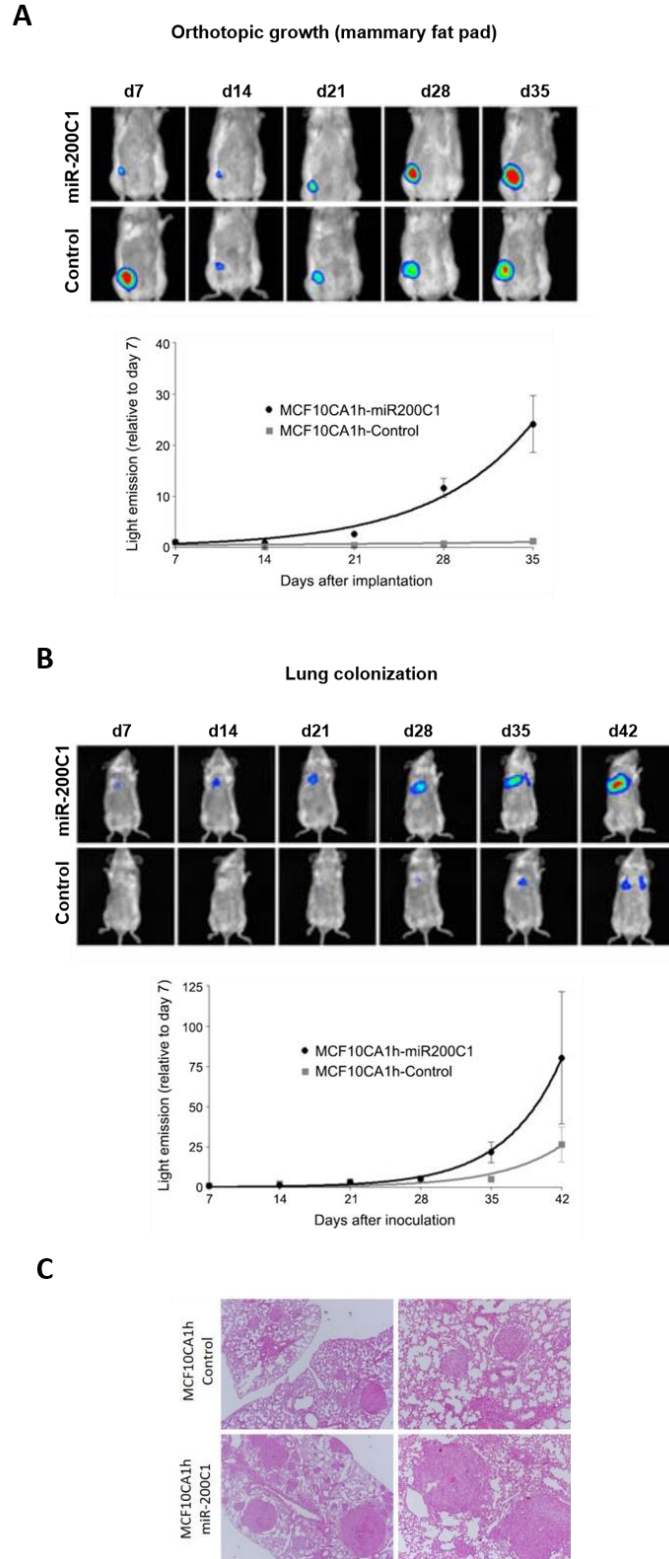 A
Orthotopic growth (mammary fat pad)
d7 d14 d21 d28 d35
miR-200C1
Control
Light emission (relative to day 7)
40
30
20
10
0
MCF10CA1h-miR200C1
MCF10CA1h-Control
7 14 21 28 35
Days after implantation
B
Lung colonization
d7 d14 d21 d28 d35 d42
miR-200C1
Control
Light emission (relative to day 7)
125
100
75
50
25
0
MCF10CA1h-miR200C1
MCF10CA1h-Control
7 14 21 28 35 42
Days after inoculation
C
MCF10CA1h
Control
MCF10CA1h
miR-200C1